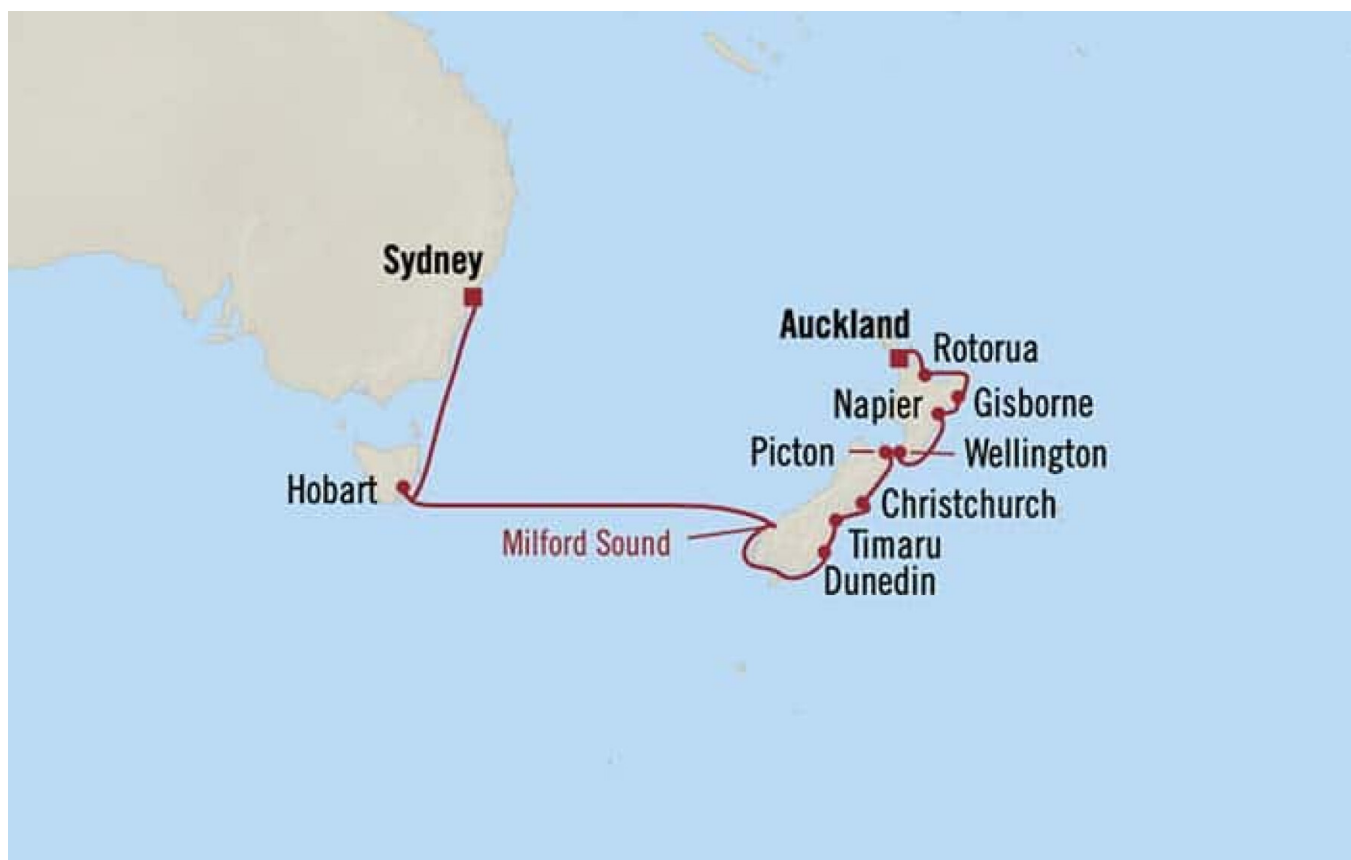 Sydney
Auckland
Rotorua
Napier
Gisborne
Picton
Wellington
Hobart
Christchurch
Milford Sound
Timaru
Dunedin